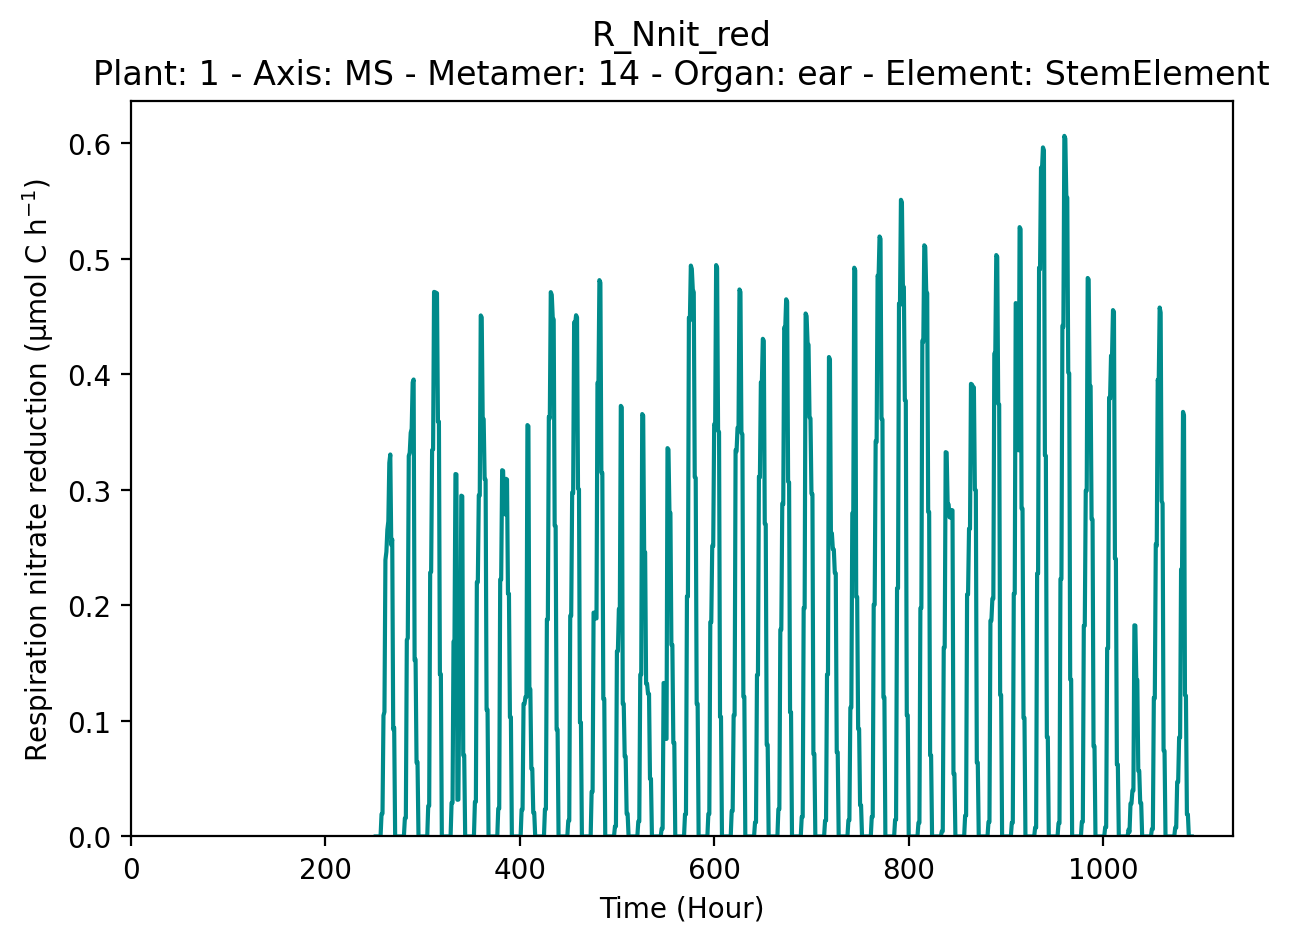 R_Nnit_red
Plant: 1 - Axis: MS - Metamer: 14 - Organ: ear - Element: StemElement
Respiration nitrate reduction (µmol C h⁻¹)
0.6
0.5
0.4
0.3
0.2
0.1
0.0
0 200 400 600 800 1000
Time (Hour)